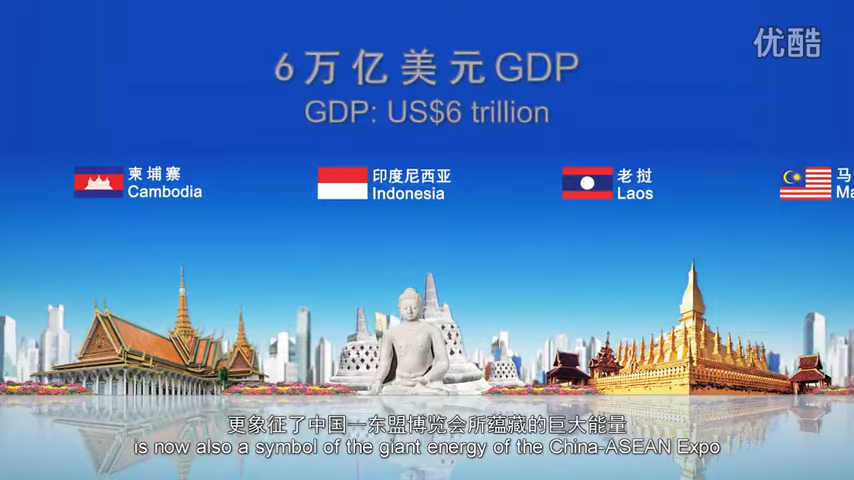 优酷
6万亿美元GDP
GDP: US$6 trillion
柬埔寨
Cambodia
印度尼西亚
Indonesia
老挝
Laos
马
Ma
更象征了中国—东盟博览会所蕴藏的巨大能量
is now also a symbol of the giant energy of the China-ASEAN Expo